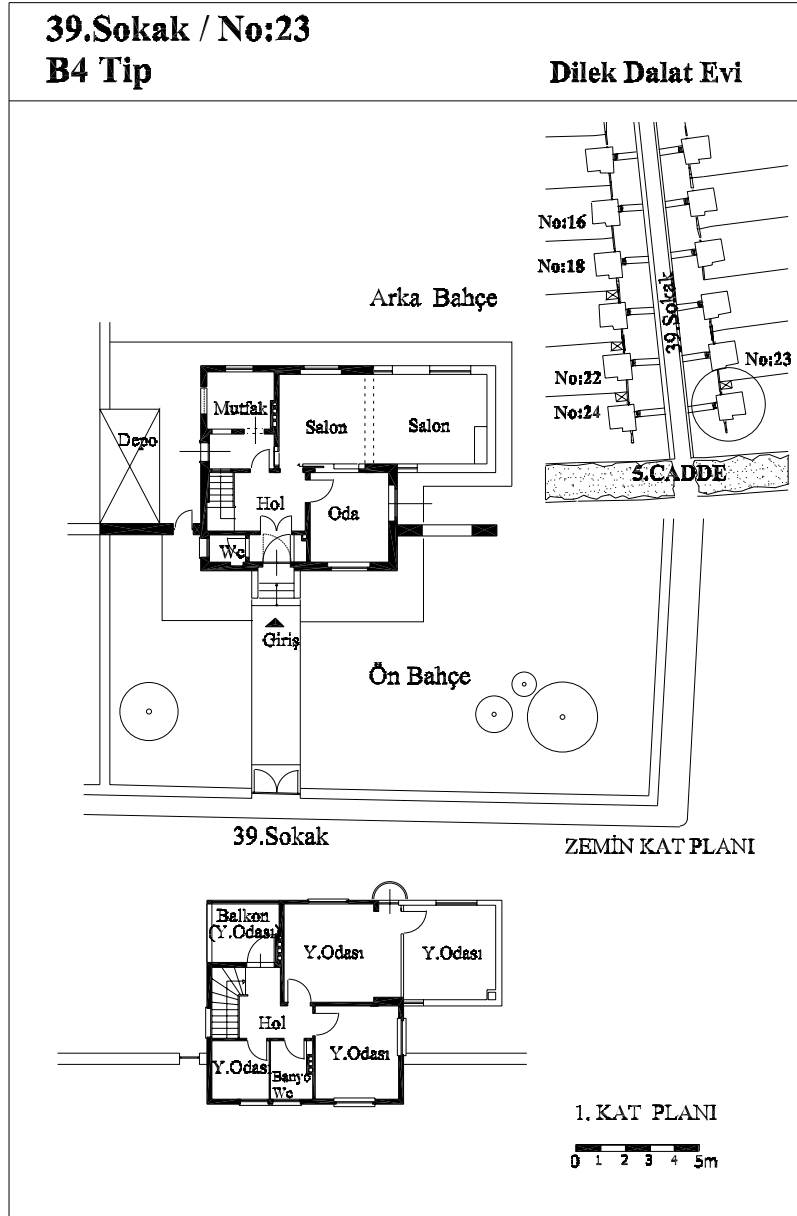 39.Sokak / No:23
B4 Tip
Dilek Dalat Evi
No:16
No:18
39.Sokak
No:23
No:22
No:24
5.CADDE
Arka Bahçe
Mutfak
Salon
Salon
Depo
Hol
Oda
Wc
Giriş
Ön Bahçe
39.Sokak
ZEMİN KAT PLANI
Balkon
(Y.Odası)
Y.Odası
Y.Odası
Hol
Y.Odası
Y.Odası
Banyo
Wc
1. KAT PLANI
0 1 2 3 4 5m